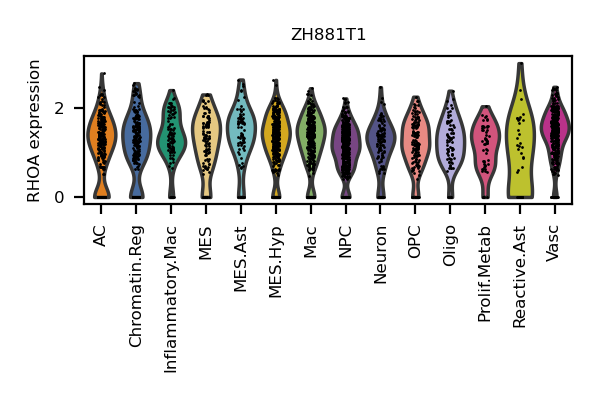 ZH881T1
RHOA expression
2
0
AC
Chromatin.Reg
Inflammatory.Mac
MES
MES.Ast
MES.Hyp
Mac
NPC
Neuron
OPC
Oligo
Prolif.Metab
Reactive.Ast
Vasc